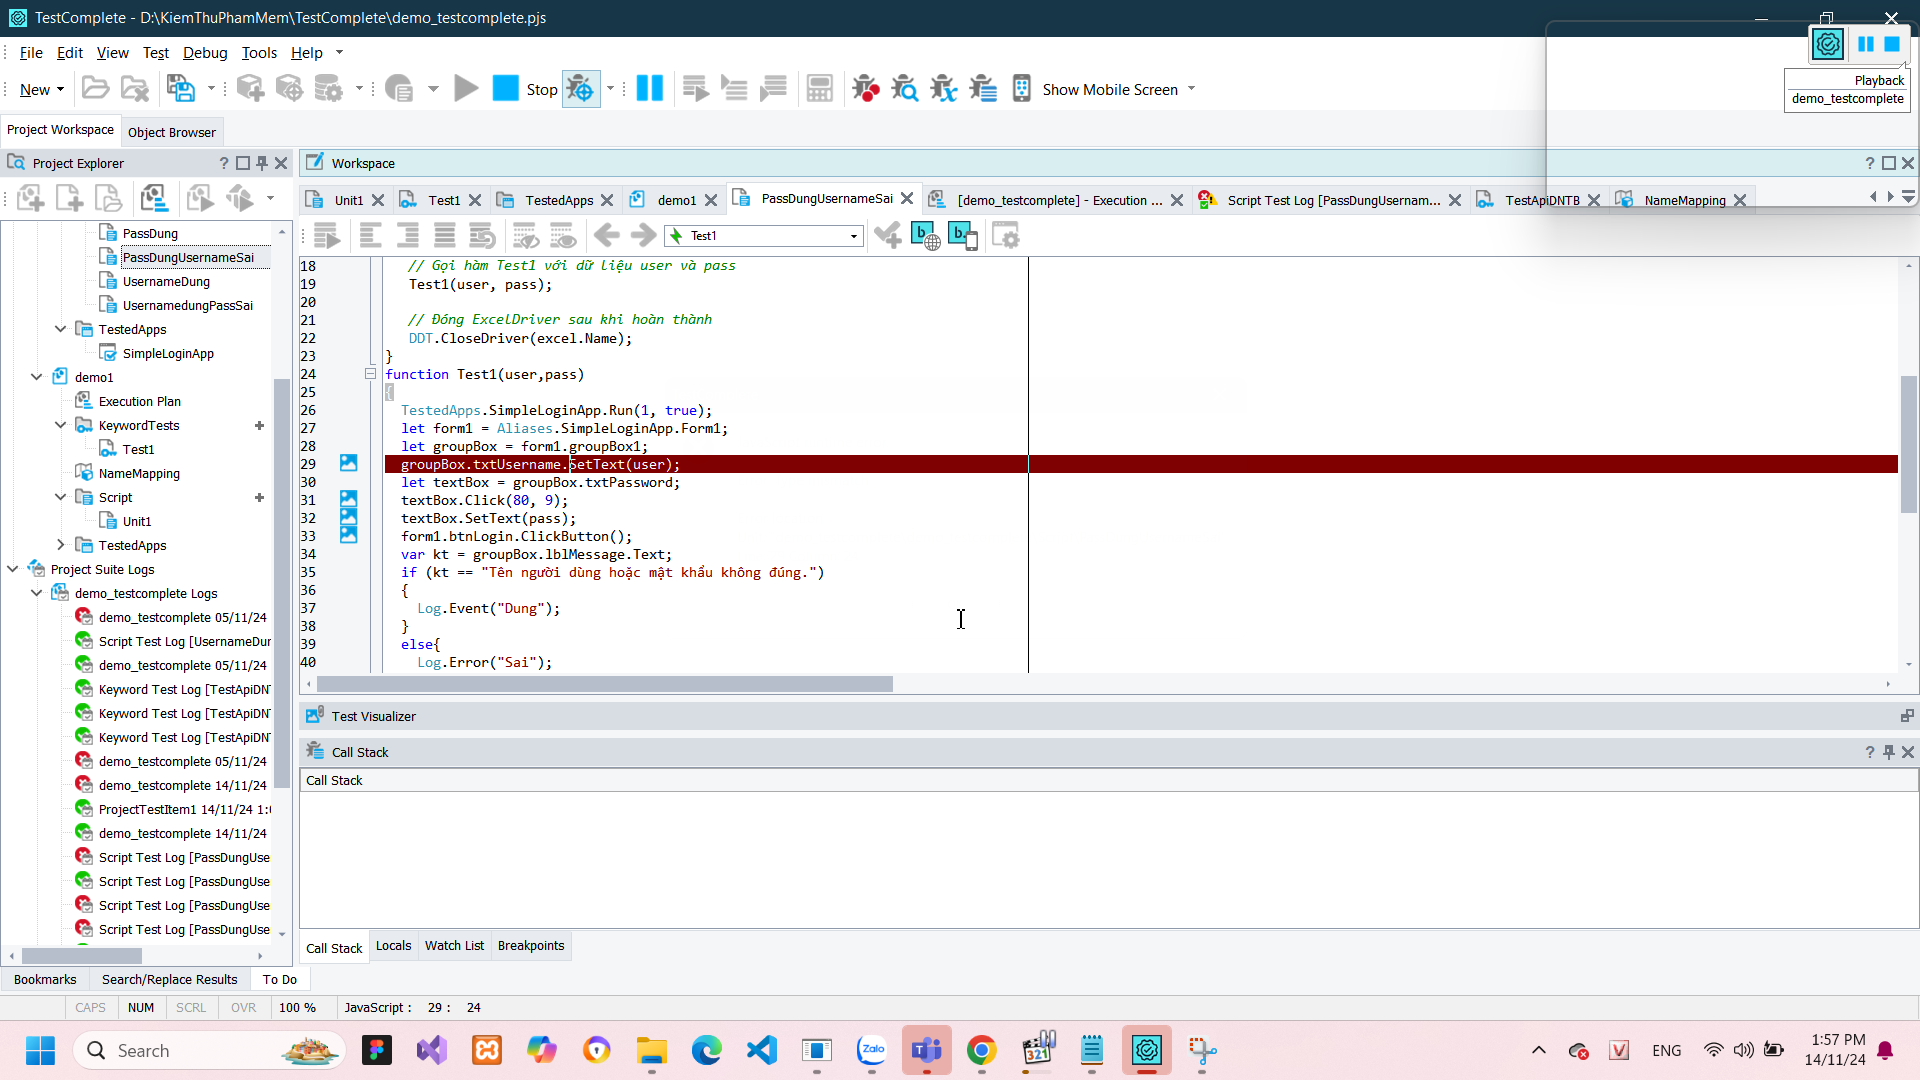 TestComplete - D:\KiemThuPhamMem\TestComplete\demo_testcomplete.pjs
File Edit View Test Debug Tools Help
New Stop Show Mobile Screen
Playback
demo_testcomplete
Project Workspace Object Browser
Project Explorer
Workspace
Unit1 Test1 TestedApps demo1 PassDungUsernameSai [demo_testcomplete] - Execution ... Script Test Log [PassDungUsernam... TestApiDNTB NameMapping
Test1
PassDung
PassDungUsernameSai
UsernameDung
UsernamedungPassSai
TestedApps
SimpleLoginApp
demo1
Execution Plan
KeywordTests
Test1
NameMapping
Script
Unit1
TestedApps
Project Suite Logs
demo_testcomplete Logs
demo_testcomplete 05/11/24
Script Test Log [UsernameDur
demo_testcomplete 05/11/24
Keyword Test Log [TestApiDN
Keyword Test Log [TestApiDN
Keyword Test Log [TestApiDN
demo_testcomplete 05/11/24
demo_testcomplete 14/11/24
ProjectTestItem1 14/11/24 1:
demo_testcomplete 14/11/24
Script Test Log [PassDungUse
Script Test Log [PassDungUse
Script Test Log [PassDungUse
Script Test Log [PassDungUse
18 // Gọi hàm Test1 với dữ liệu user và pass
19 Test1(user, pass);
20
21 // Đóng ExcelDriver sau khi hoàn thành
22 DDT.CloseDriver(excel.Name);
23 }
24 function Test1(user,pass)
25 {
26 TestedApps.SimpleLoginApp.Run(1, true);
27 let form1 = Aliases.SimpleLoginApp.Form1;
28 let groupBox = form1.groupBox1;
29 groupBox.txtUsername.SetText(user);
30 let textBox = groupBox.txtPassword;
31 textBox.Click(80, 9);
32 textBox.SetText(pass);
33 form1.btnLogin.ClickButton();
34 var kt = groupBox.lblMessage.Text;
35 if (kt == "Tên người dùng hoặc mật khẩu không đúng.")
36 {
37 Log.Event("Dung");
38 }
39 else{
40 Log.Error("Sai");
Test Visualizer
Call Stack
Call Stack
Call Stack Locals Watch List Breakpoints
Bookmarks Search/Replace Results To Do
CAPS NUM SCRL OVR 100 % JavaScript : 29 : 24
Search
Zalo
321
ENG
1:57 PM
14/11/24